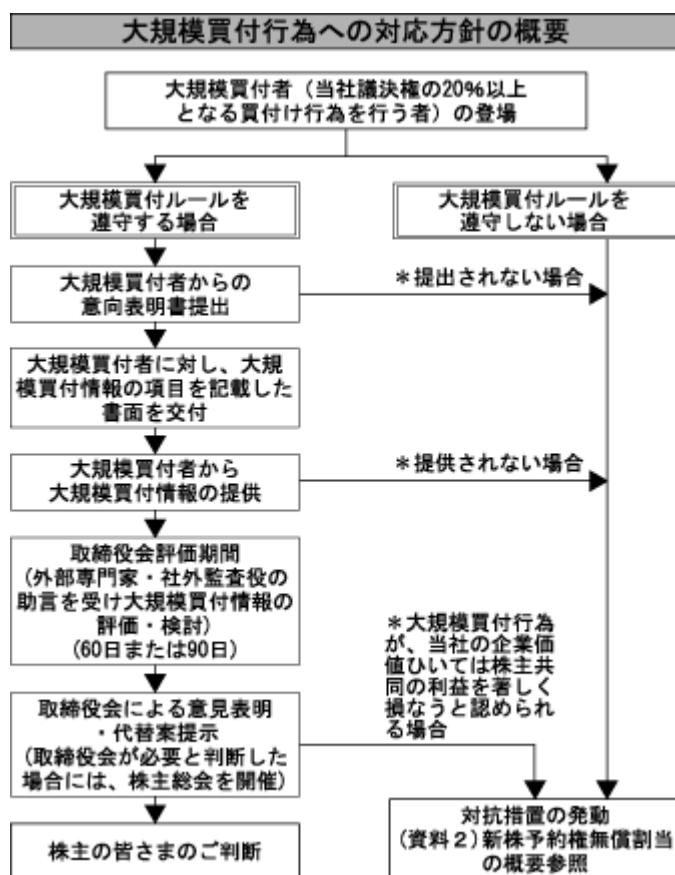 大規模買付行為への対応方針の概要
大規模買付者（当社議決権の20％以上
となる買付け行為を行う者）の登場
大規模買付ルールを
遵守する場合
大規模買付ルールを
遵守しない場合
大規模買付者からの
意向表明書提出
＊提出されない場合
大規模買付者に対し、大規
模買付情報の項目を記載した
書面を交付
大規模買付者から
大規模買付情報の提供
＊提供されない場合
取締役会評価期間
(外部専門家・社外監査役の
助言を受け大規模買付情報の
評価・検討)
(60日または90日)
＊大規模買付行為
が、当社の企業価
値ひいては株主共
同の利益を著しく
損なうと認められ
る場合
取締役会による意見表明
・代替案提示
(取締役会が必要と判断した
場合には、株主総会を開催)
株主の皆さまのご判断
対抗措置の発動
(資料２)新株予約権無償割当
の概要参照